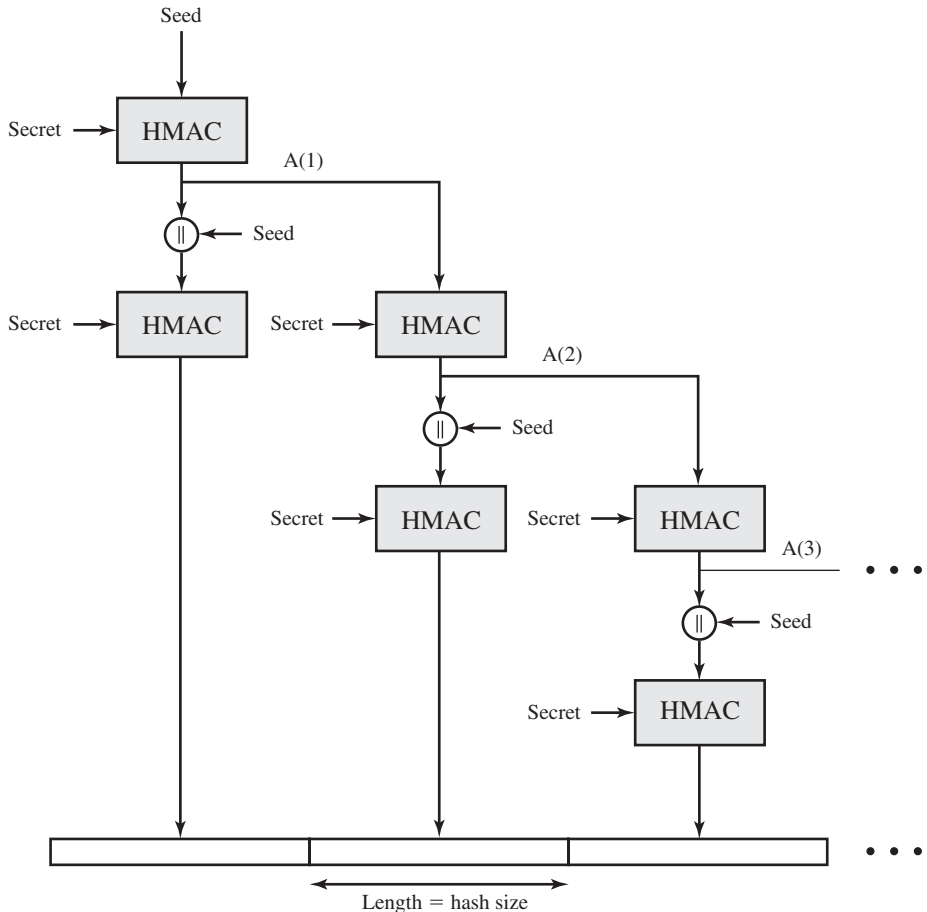 Seed
Secret
HMAC
A(1)
||
Seed
Secret
HMAC
Secret
HMAC
A(2)
||
Seed
Secret
HMAC
Secret
HMAC
A(3)
||
Seed
Secret
HMAC
Length = hash size